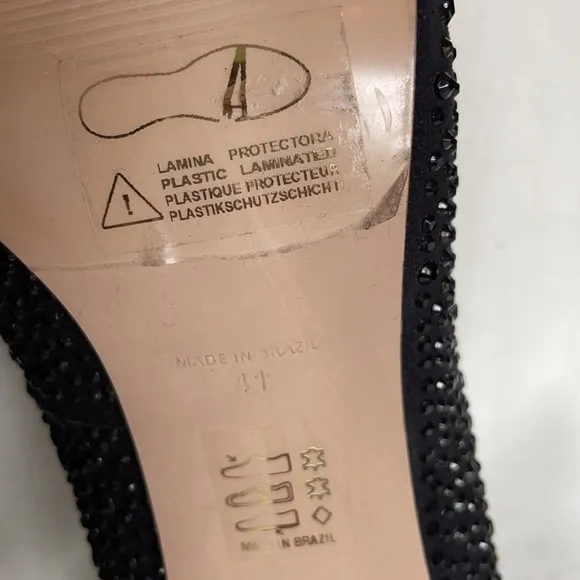 LAMINA PROTECTORA
PLASTIC LAMINATED
PLASTIQUE PROTECTEUR
PLASTIKSCHUTZSCHICHT
!
MADE IN BRAZIL
41
MADE IN BRAZIL